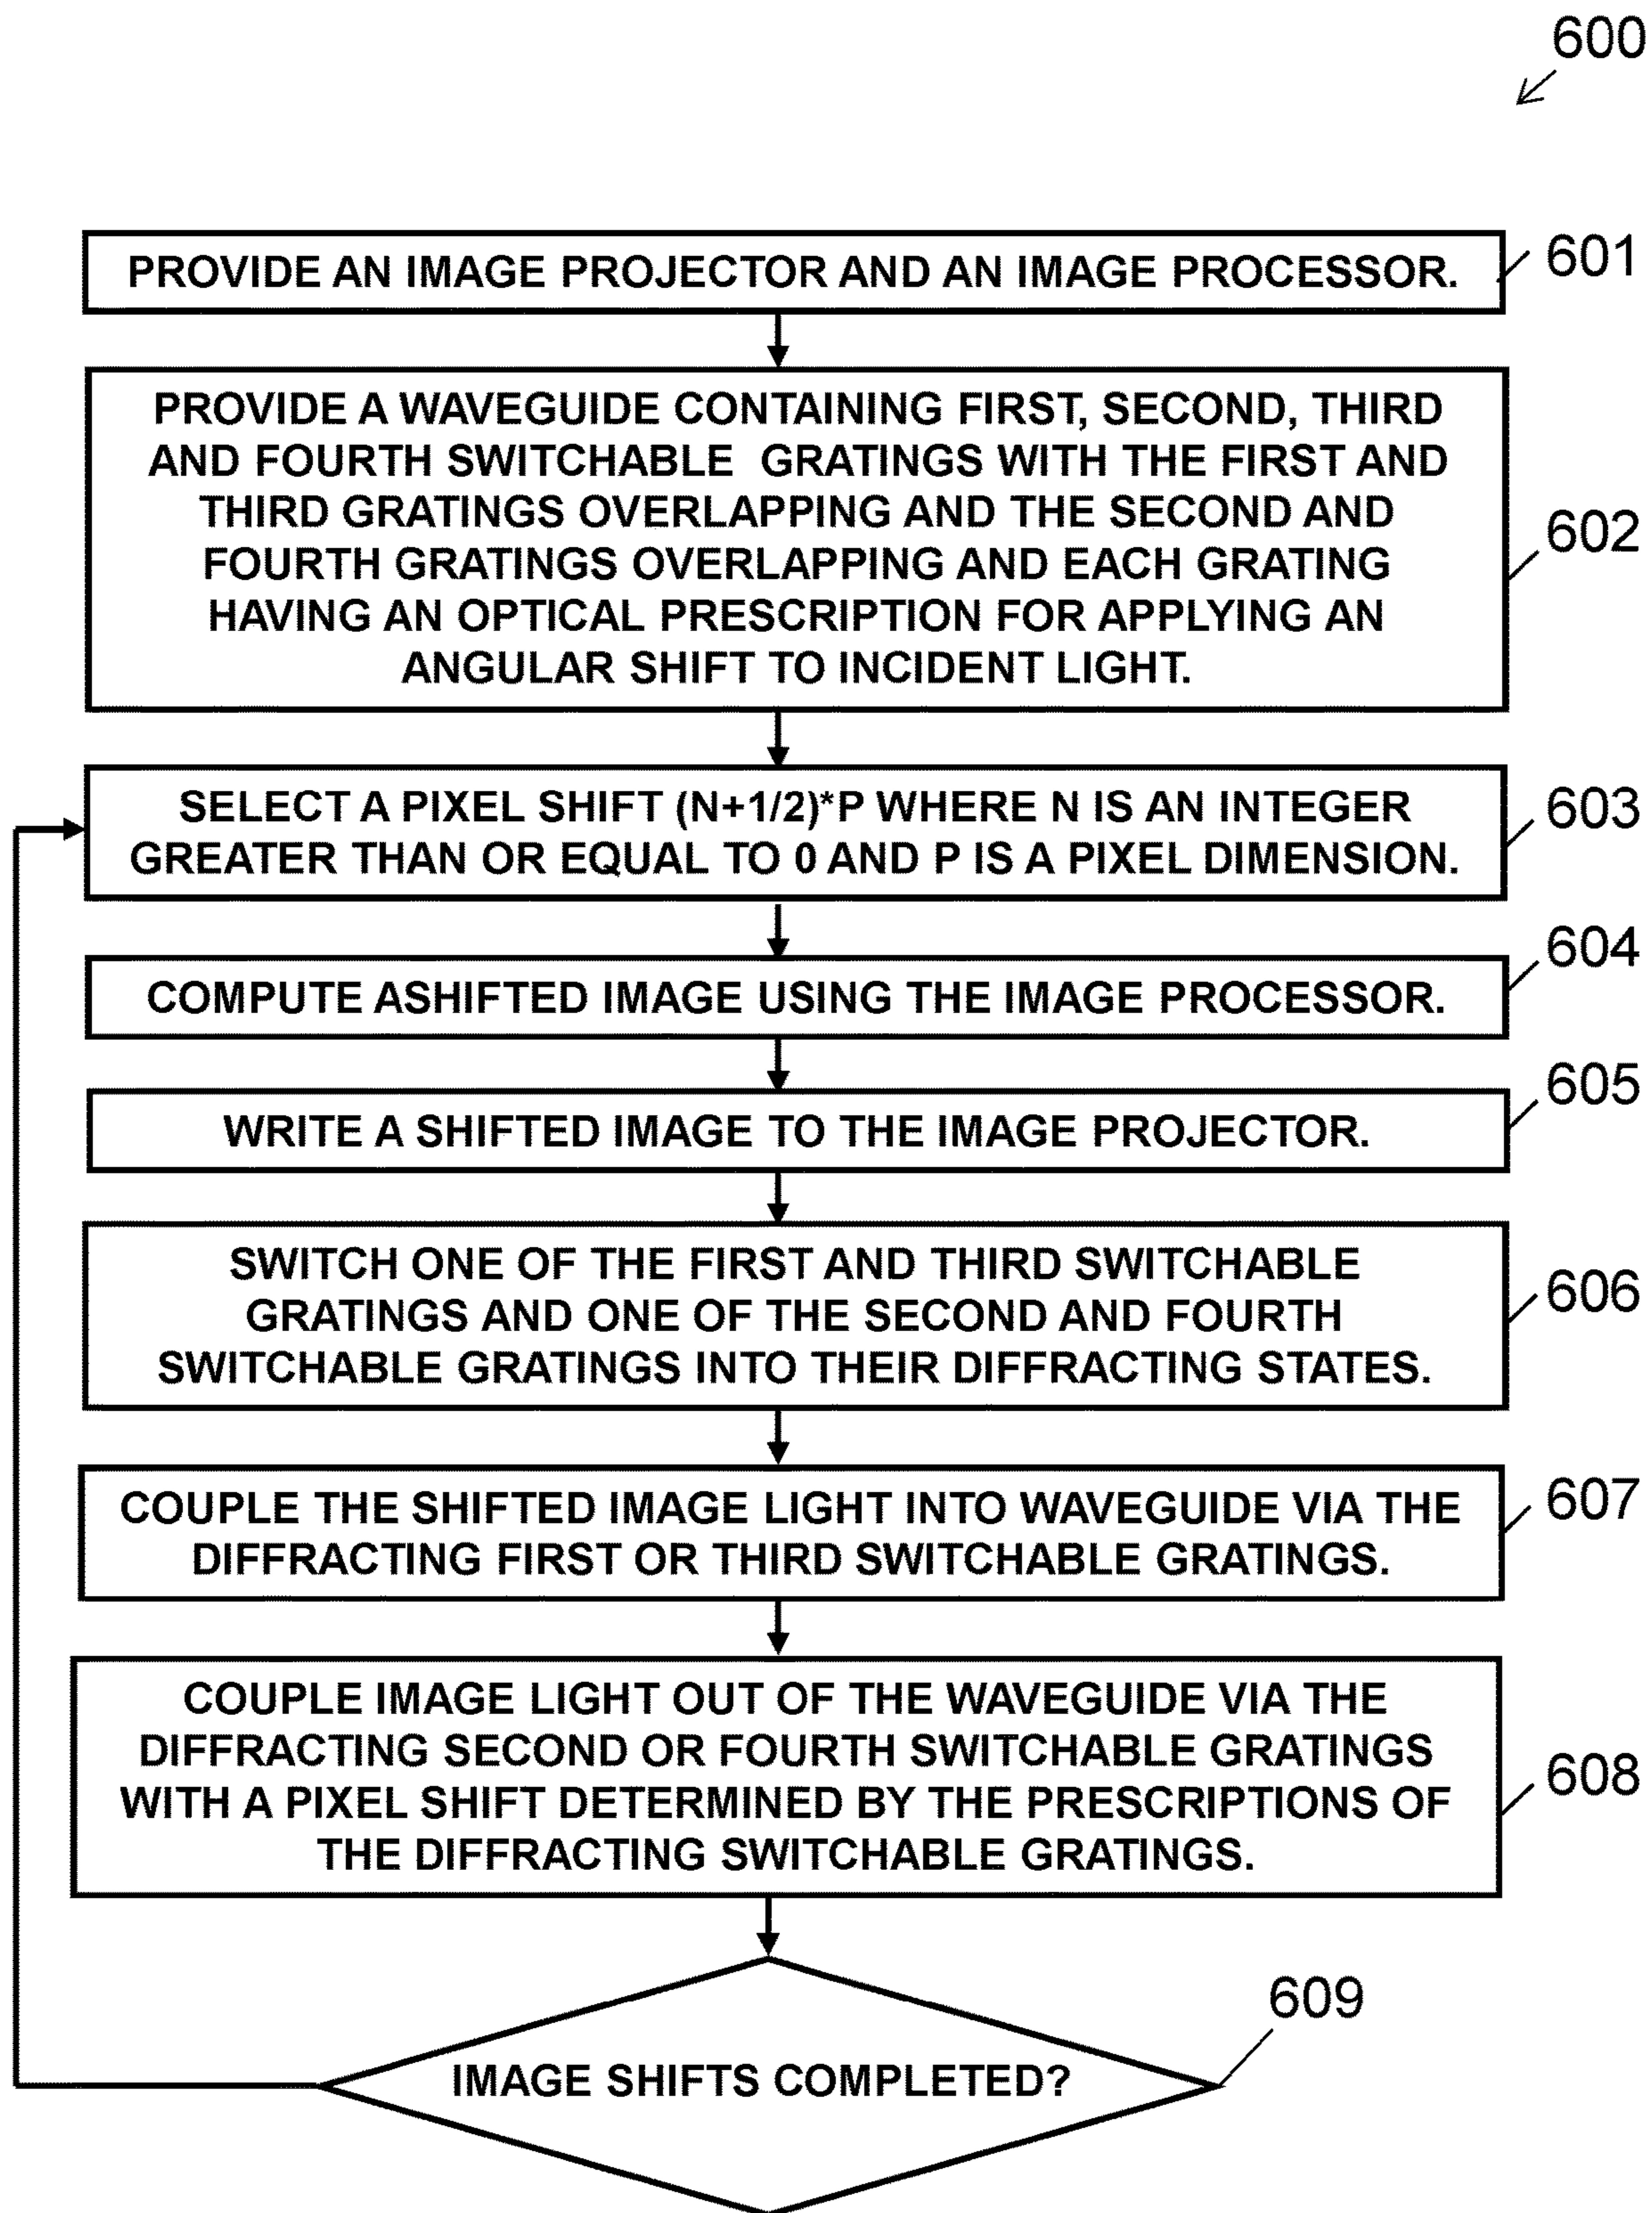 600
PROVIDE AN IMAGE PROJECTOR AND AN IMAGE PROCESSOR.
601
PROVIDE A WAVEGUIDE CONTAINING FIRST, SECOND, THIRD
AND FOURTH SWITCHABLE GRATINGS WITH THE FIRST AND
THIRD GRATINGS OVERLAPPING AND THE SECOND AND
FOURTH GRATINGS OVERLAPPING AND EACH GRATING
HAVING AN OPTICAL PRESCRIPTION FOR APPLYING AN
ANGULAR SHIFT TO INCIDENT LIGHT.
602
SELECT A PIXEL SHIFT (N+1/2)*P WHERE N IS AN INTEGER
GREATER THAN OR EQUAL TO 0 AND P IS A PIXEL DIMENSION.
603
COMPUTE ASHIFTED IMAGE USING THE IMAGE PROCESSOR.
604
WRITE A SHIFTED IMAGE TO THE IMAGE PROJECTOR.
605
SWITCH ONE OF THE FIRST AND THIRD SWITCHABLE
GRATINGS AND ONE OF THE SECOND AND FOURTH
SWITCHABLE GRATINGS INTO THEIR DIFFRACTING STATES.
606
COUPLE THE SHIFTED IMAGE LIGHT INTO WAVEGUIDE VIA THE
DIFFRACTING FIRST OR THIRD SWITCHABLE GRATINGS.
607
COUPLE IMAGE LIGHT OUT OF THE WAVEGUIDE VIA THE
DIFFRACTING SECOND OR FOURTH SWITCHABLE GRATINGS
WITH A PIXEL SHIFT DETERMINED BY THE PRESCRIPTIONS OF
THE DIFFRACTING SWITCHABLE GRATINGS.
608
IMAGE SHIFTS COMPLETED?
609